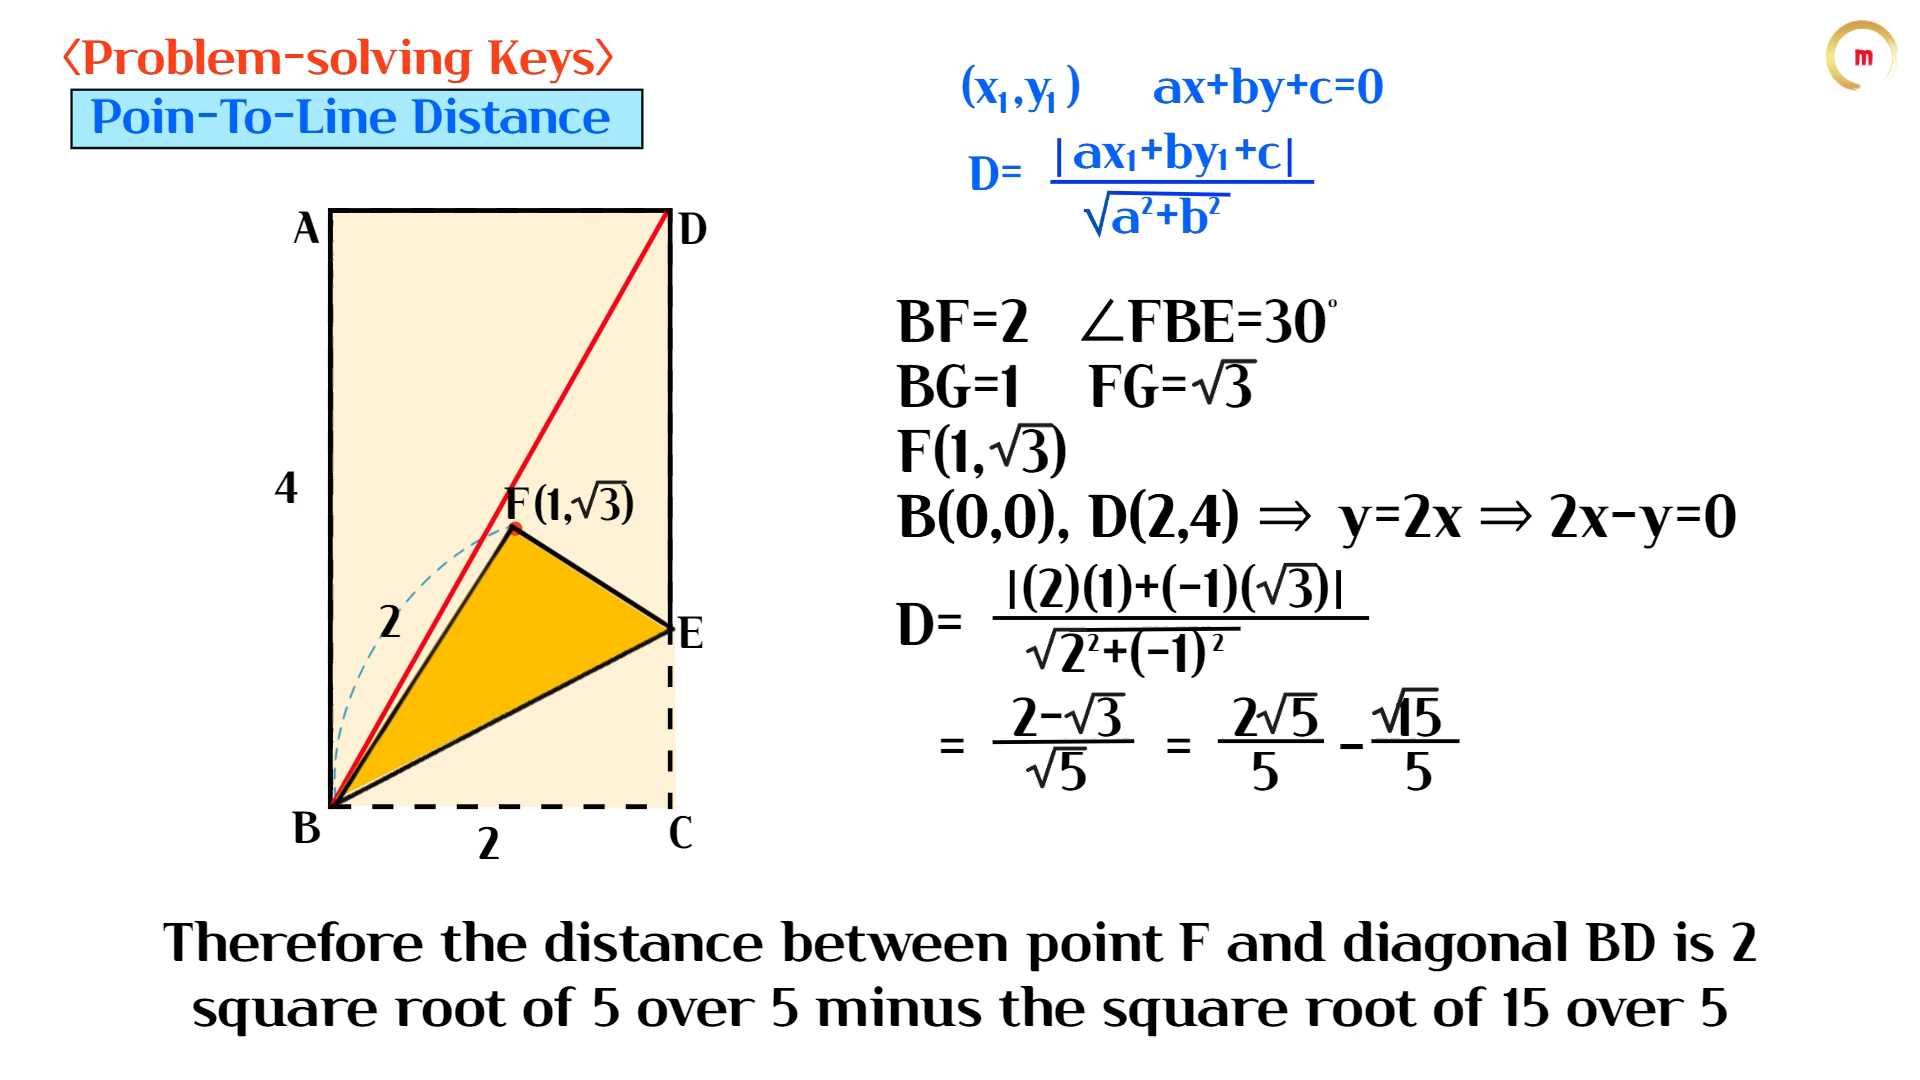 〈Problem-solving Keys〉
Poin-To-Line Distance
m
(x₁,y₁) ax+by+c=0
D= |ax₁+by₁+c|
√a²+b²
A
D
4
F(1,√3)
2
E
B
2
C
BF=2 ∠FBE=30°
BG=1 FG=√3
F(1,√3)
B(0,0), D(2,4) ⇒ y=2x ⇒ 2x-y=0
D= |(2)(1)+(-1)(√3)|
√2²+(-1)²
= 2-√3 = 2√5 - √15
√5 5 5
Therefore the distance between point F and diagonal BD is 2
square root of 5 over 5 minus the square root of 15 over 5